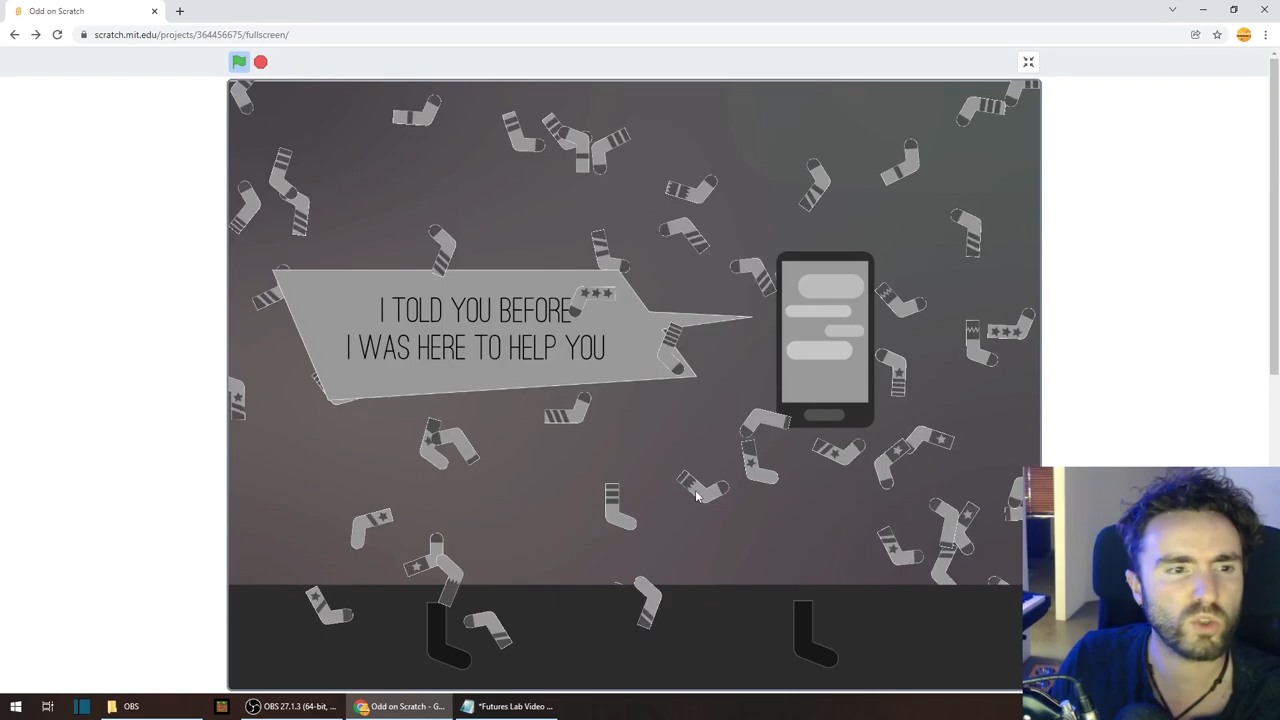 Odd on Scratch
scratch.mit.edu/projects/364456675/fullscreen/
I TOLD YOU BEFORE
I WAS HERE TO HELP YOU
OBS
OBS 27.1.3 (64-bit, ...
Odd on Scratch - G...
*Futures Lab Video ...